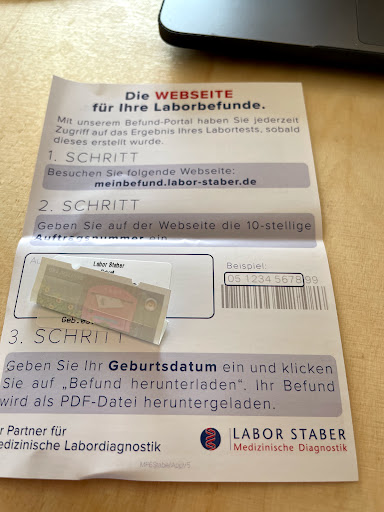 Die WEBSEITE
für Ihre Laborbefunde.
Mit unserem Befund-Portal haben Sie jederzeit
Zugriff auf das Ergebnis Ihres Labortests, sobald
dieses erstellt wurde.
1. SCHRITT
Besuchen Sie folgende Webseite:
meinbefund.labor-staber.de
2. SCHRITT
Geben Sie auf der Webseite die 10-stellige
Auftragsnummer ein
Labor Staber
Beispiel:
05 1234 5678 99
3. SCHRITT
Geben Sie Ihr Geburtsdatum ein und klicken
Sie auf „Befund herunterladen“. Ihr Befund
wird als PDF-Datei heruntergeladen.
r Partner für
edizinische Labordiagnostik
LABOR STABER
Medizinische Diagnostik